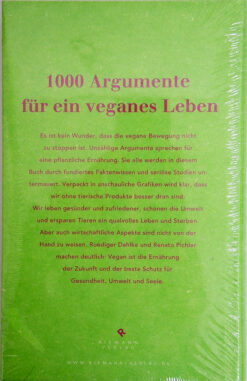 1000 Argumente
für ein veganes Leben
Es ist kein Wunder, dass die vegane Bewegung nicht
zu stoppen ist. Unzählige Argumente sprechen für
eine pflanzliche Ernährung. Sie alle werden in diesem
Buch durch fundiertes Faktenwissen und seriöse Studien un-
termauert. Verpackt in anschauliche Grafiken wird klar, dass
wir ohne tierische Produkte besser dran sind:
Wir leben gesünder und zufriedener, schonen die Umwelt
und ersparen Tieren ein qualvolles Leben und Sterben.
Aber auch wirtschaftliche Aspekte sind nicht von der
Hand zu weisen. Ruediger Dahlke und Renato Pichler
machen deutlich: Vegan ist die Ernährung
der Zukunft und der beste Schutz für
Gesundheit, Umwelt und Seele.
RIEMANN
VERLAG